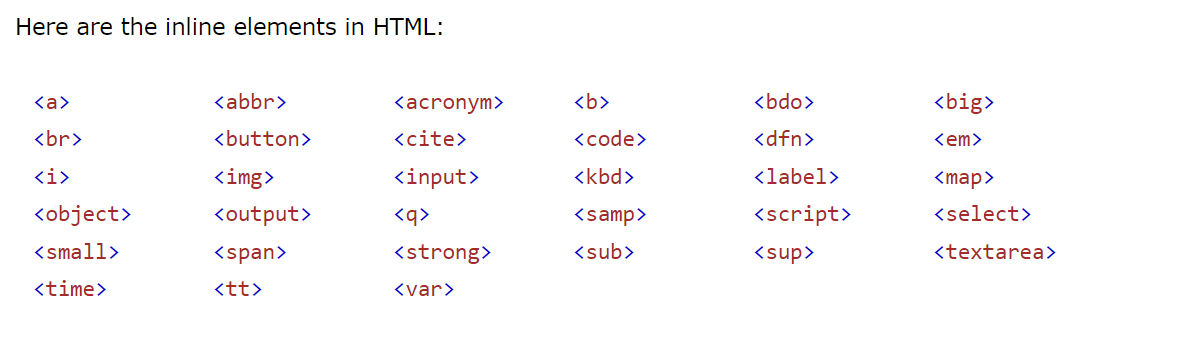 Here are the inline elements in HTML:
<a> <abbr> <acronym> <b> <bdo> <big>
<br> <button> <cite> <code> <dfn> <em>
<i> <img> <input> <kbd> <label> <map>
<object> <output> <q> <samp> <script> <select>
<small> <span> <strong> <sub> <sup> <textarea>
<time> <tt> <var>